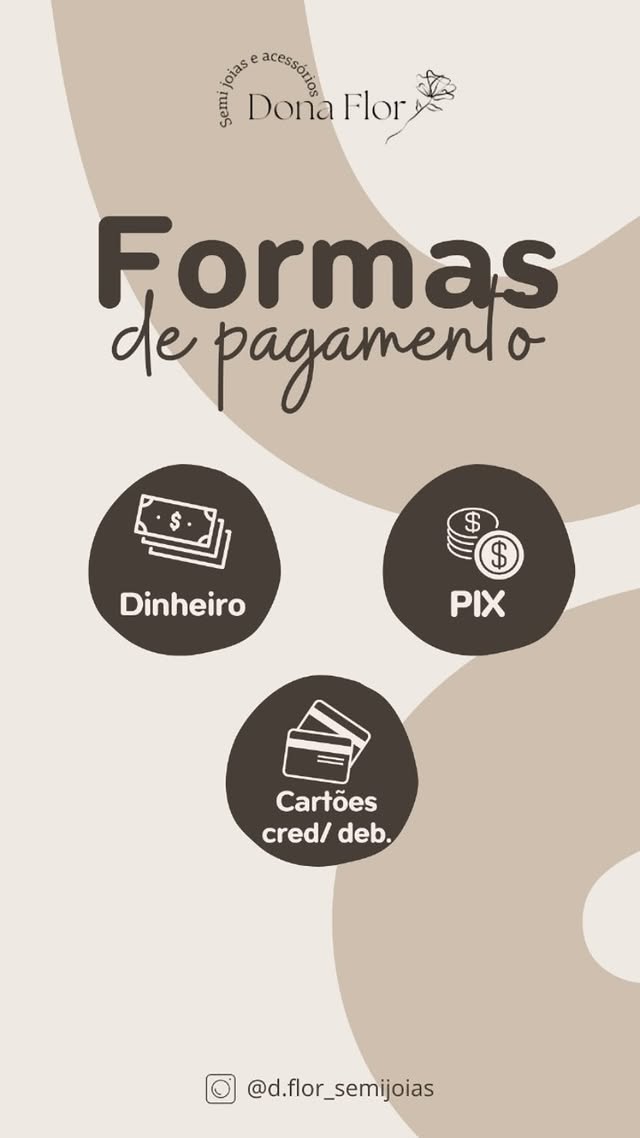 Semi joias e acessórios
Dona Flor
Formas
de pagamento
Dinheiro
PIX
Cartões
cred/ deb.
@d.flor_semijoias